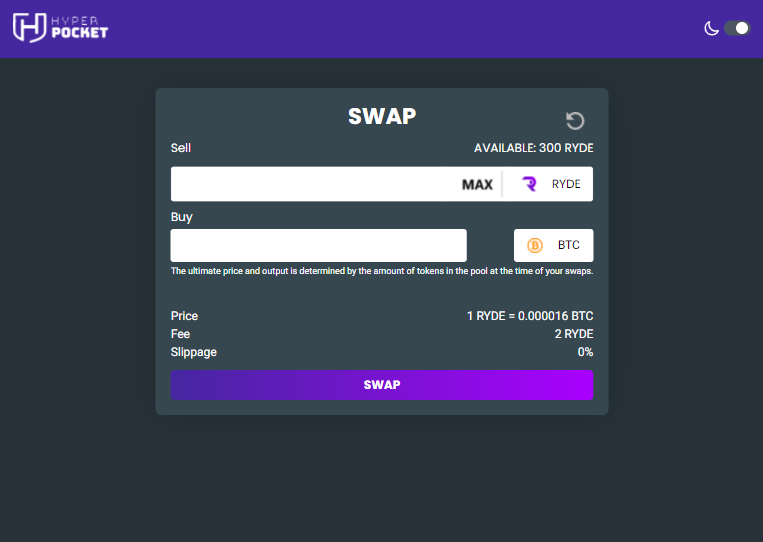 HYPER
POCKET
SWAP
Sell AVAILABLE: 300 RYDE
MAX RYDE
Buy
BTC
The ultimate price and output is determined by the amount of tokens in the pool at the time of your swaps.
Price 1 RYDE = 0.000016 BTC
Fee 2 RYDE
Slippage 0%
SWAP